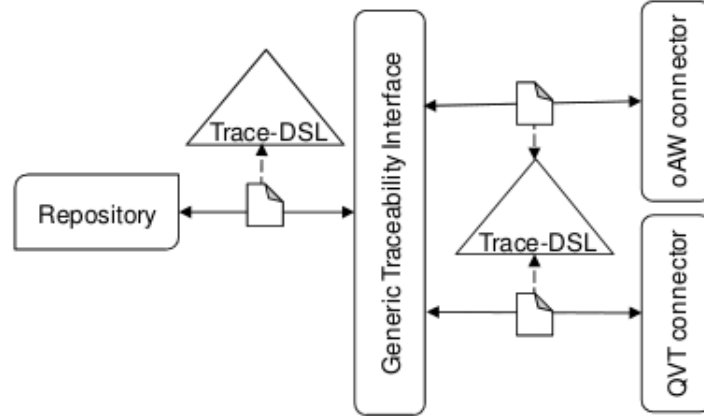 Trace-DSL
Repository
Generic Traceability Interface
oAW connector
Trace-DSL
QVT connector